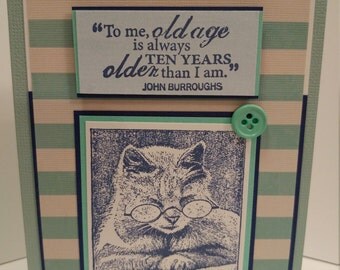 “To me, old age
is always
TEN YEARS
older than I am.”
JOHN BURROUGHS